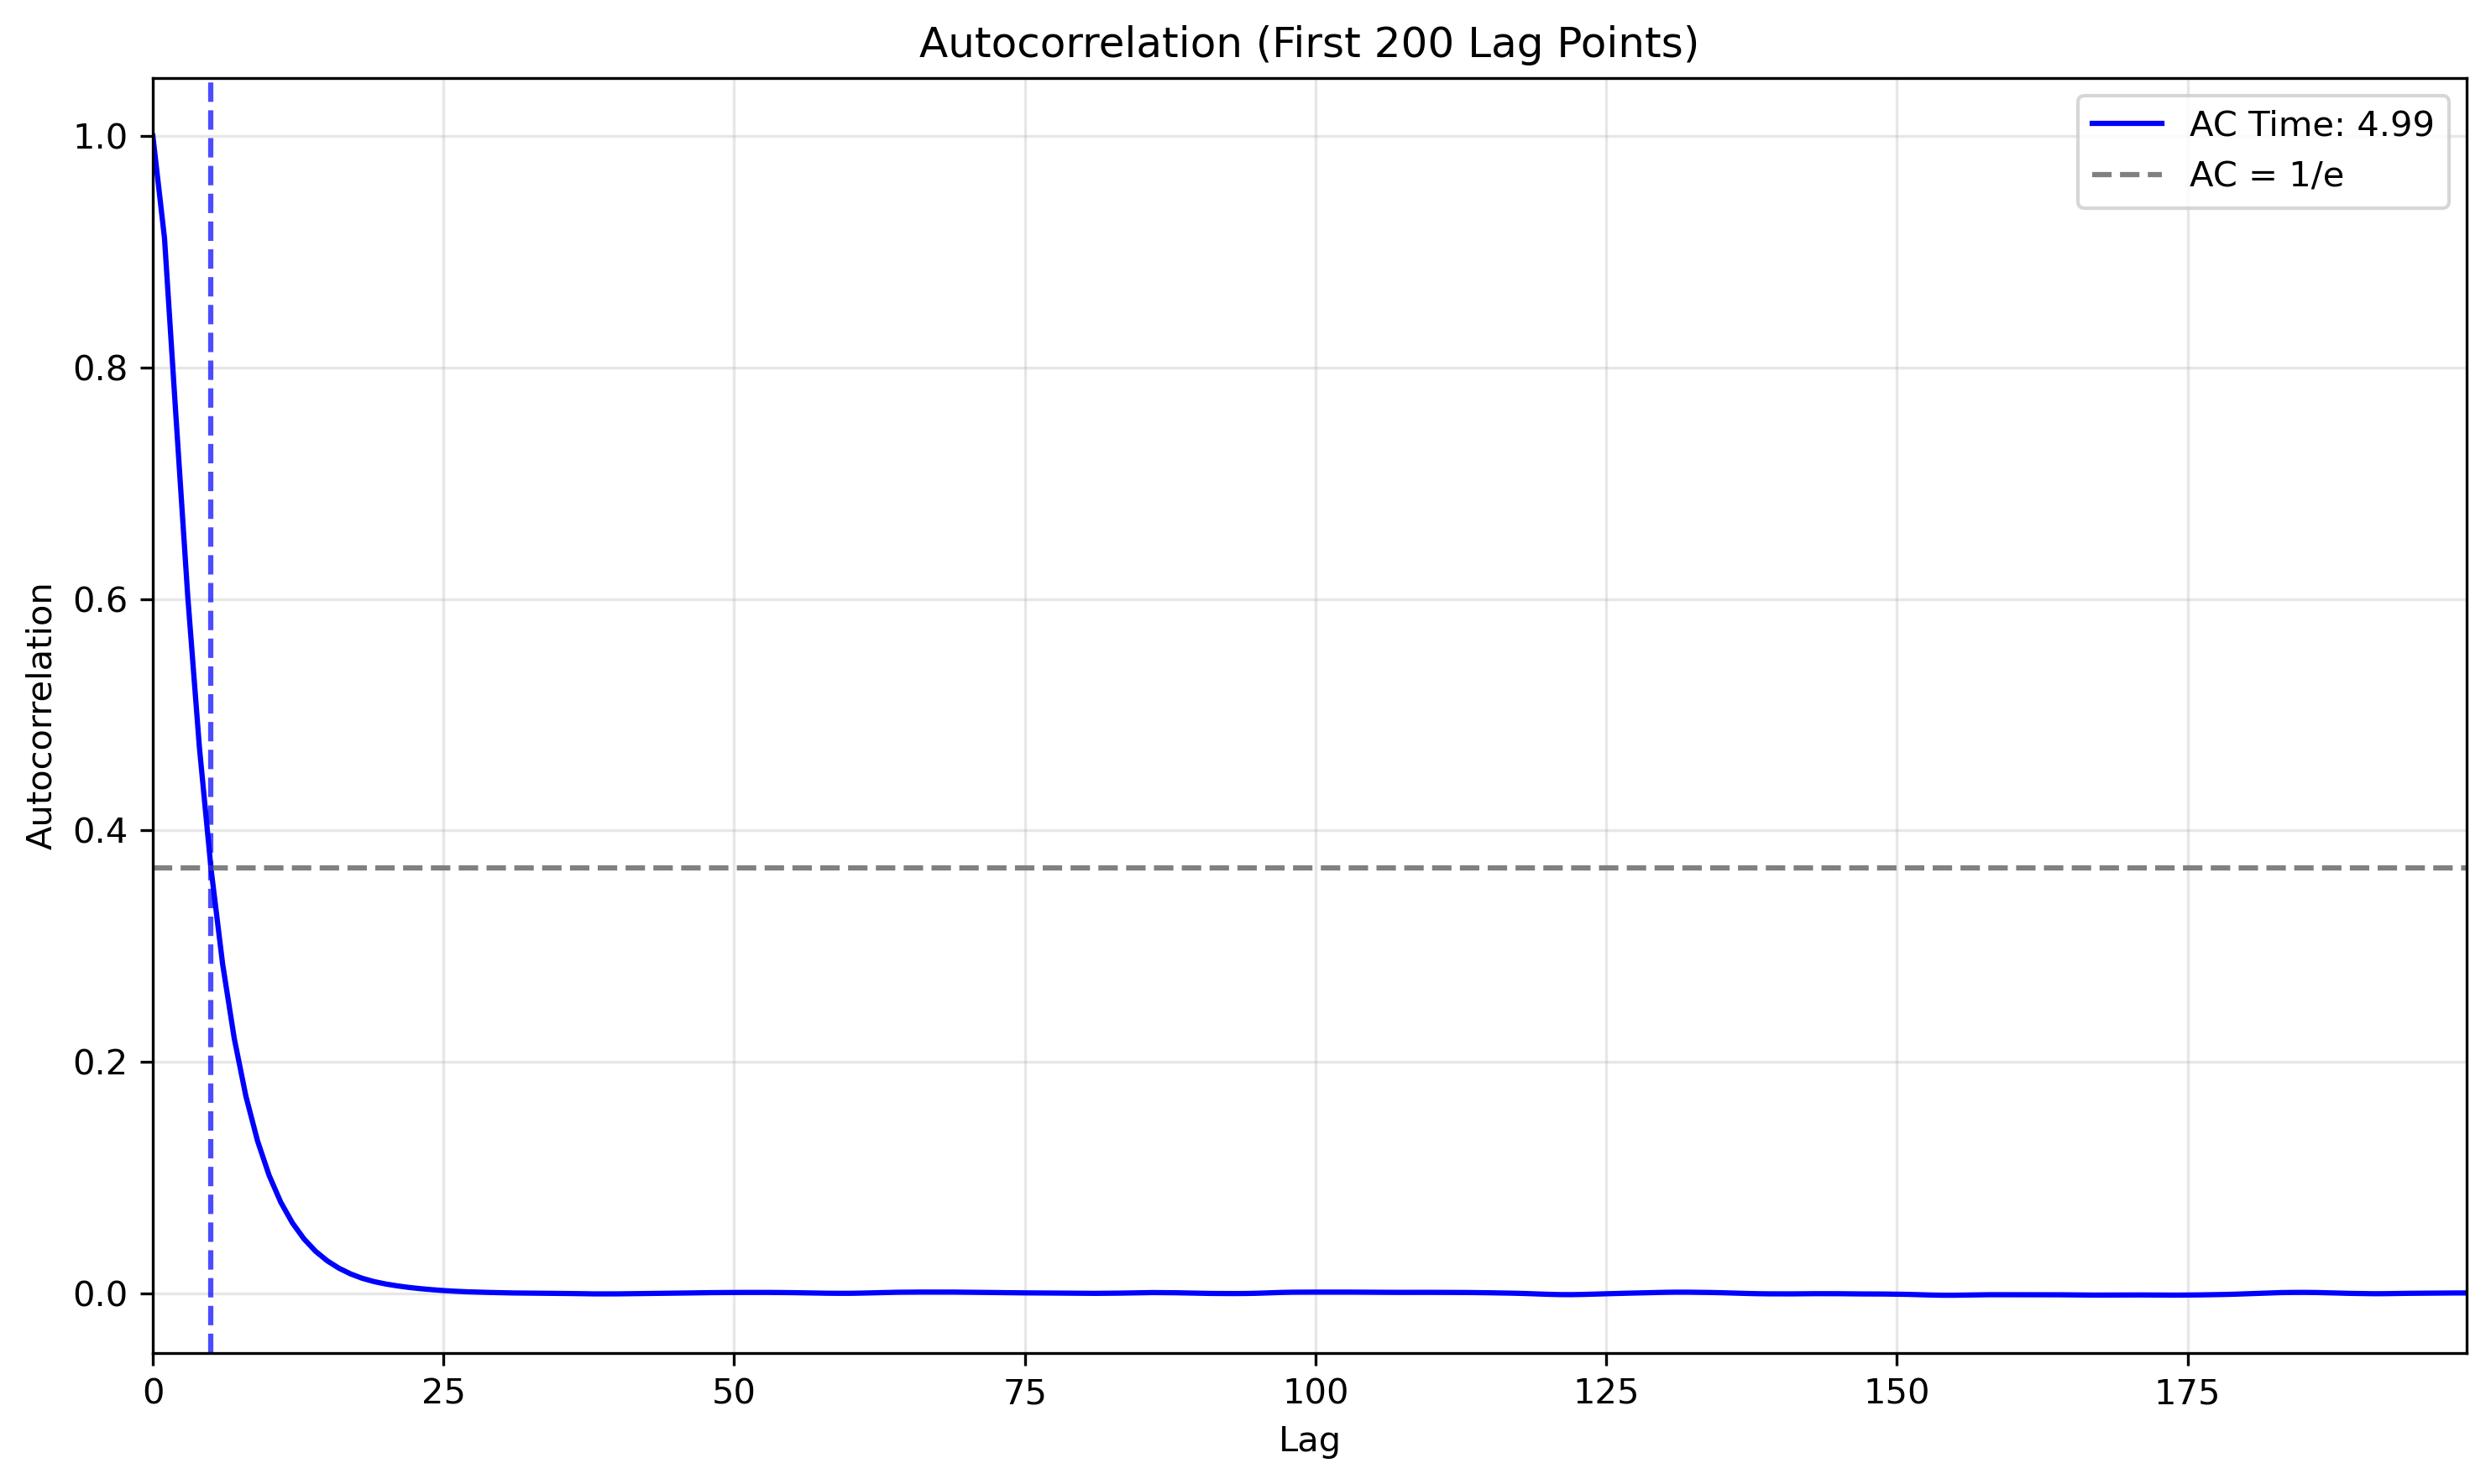 Autocorrelation (First 200 Lag Points)
AC Time: 4.99
AC = 1/e
Autocorrelation
1.0
0.8
0.6
0.4
0.2
0.0
0 25 50 75 100 125 150 175
Lag